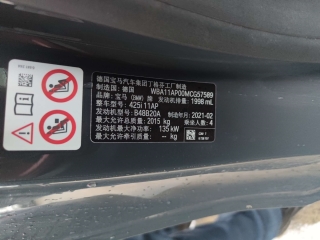 德国宝马汽车集团丁格芬工厂制造
制造国: 德国 WBA11AP00MCG57589
品牌: 宝马 (BMW) 牌 发动机排量: 1998 mL
整车型号: 425i 11AP
发动机型号: B48B20A 制造年月: 2021-02
最大允许总质量: 2015 kg 乘坐人数: 4
发动机最大净功率: 135 kW
最大允许牵引质量: -- kg